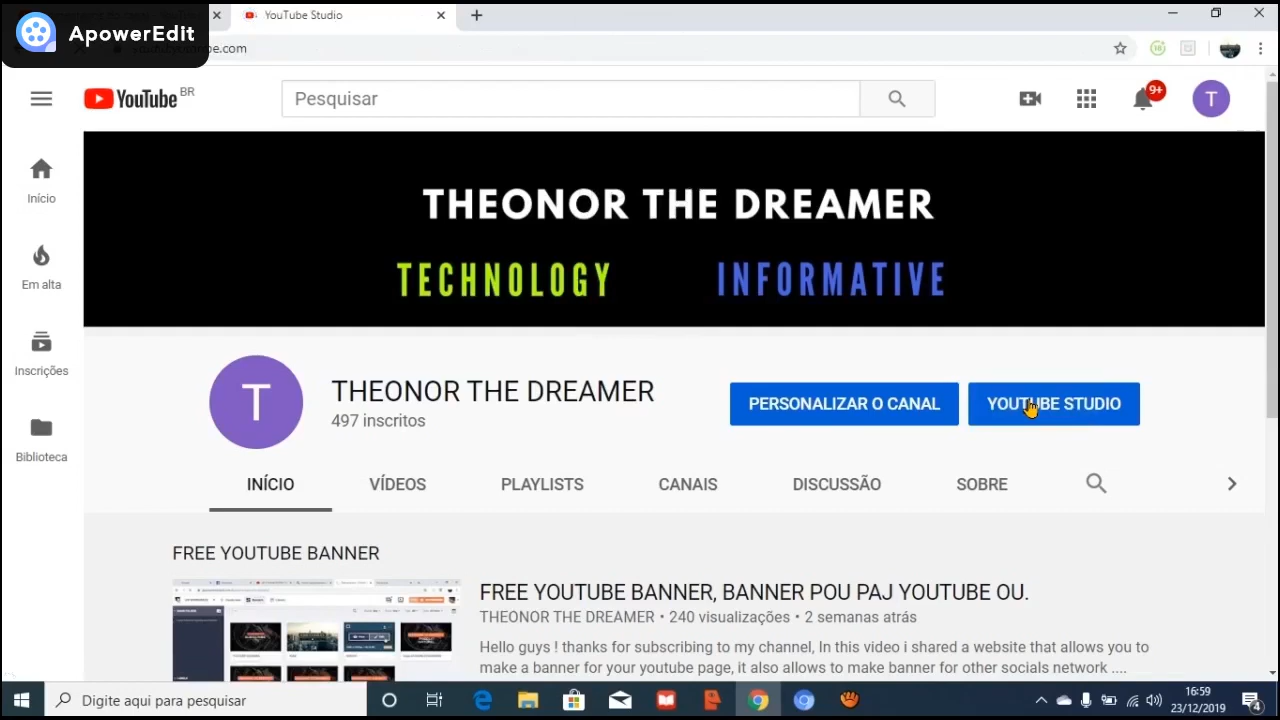 YouTube Studio
ApowerEdit
YouTube BR
Pesquisar
9+
T
Início
Em alta
Inscrições
Biblioteca
THEONOR THE DREAMER
TECHNOLOGY INFORMATIVE
T
THEONOR THE DREAMER
497 inscritos
PERSONALIZAR O CANAL
YOUTUBE STUDIO
INÍCIO VÍDEOS PLAYLISTS CANAIS DISCUSSÃO SOBRE
FREE YOUTUBE BANNER
FREE YOUTUBE BANNER, BANNER POU PAJ YOUTUBE OU.
THEONOR THE DREAMER • 240 visualizações • 2 semanas atrás
Hello guys ! thanks for subscribing to my channel, In this video i shared a website that allows you to
make a banner for your youtube page, it also allows to make banner for other socials network ....
Digite aqui para pesquisar
16:59
23/12/2019
4